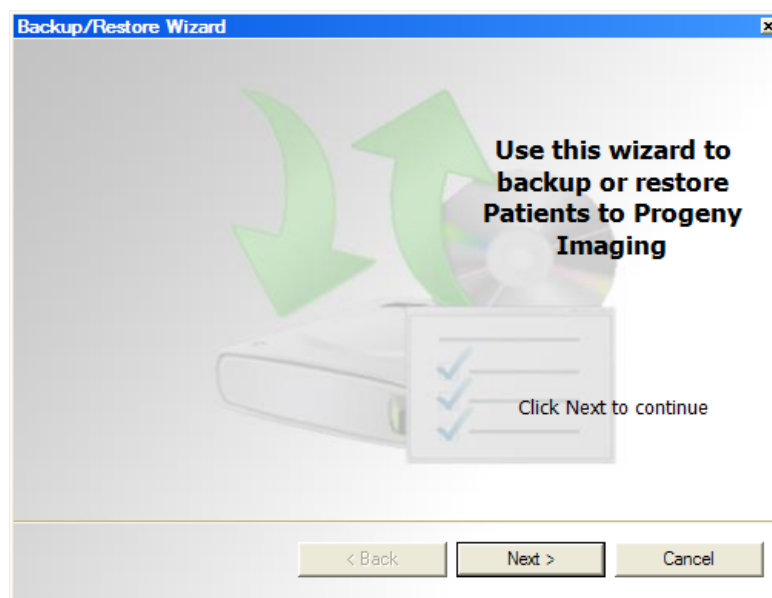 Backup/Restore Wizard
Use this wizard to
backup or restore
Patients to Progeny
Imaging
Click Next to continue
< Back
Next >
Cancel